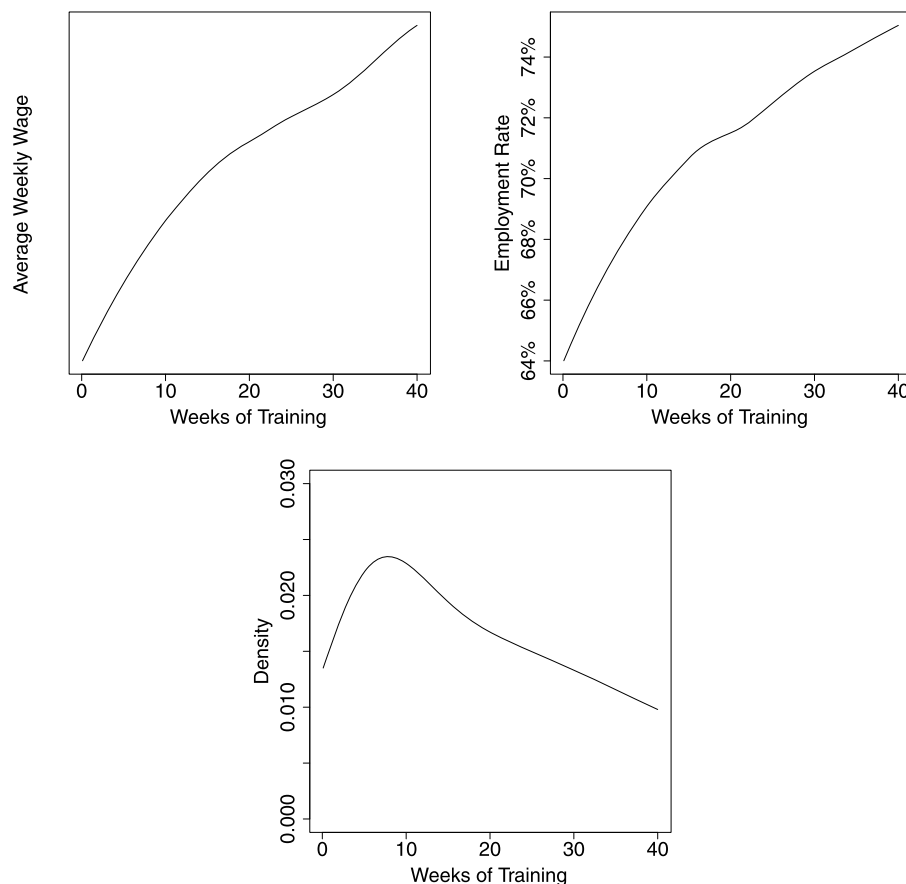 Average Weekly Wage
0 10 20 30 40
Weeks of Training
Employment Rate
64% 66% 68% 70% 72% 74%
0 10 20 30 40
Weeks of Training
Density
0.000 0.010 0.020 0.030
0 10 20 30 40
Weeks of Training